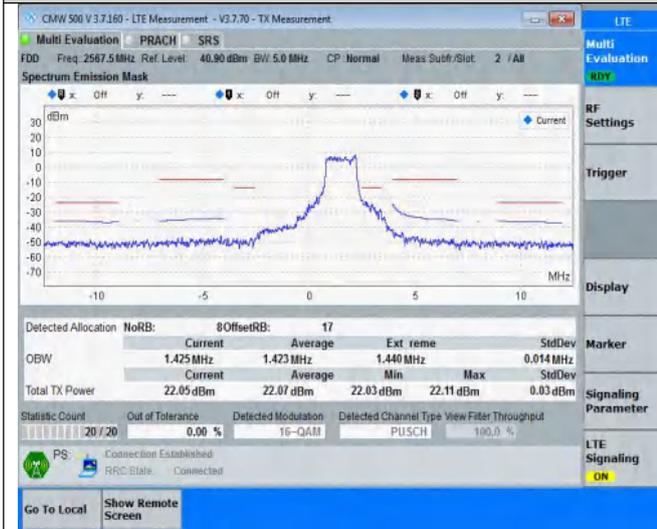 CMW 500 V 3.7.160 - LTE Measurement - V3.7.70 - TX Measurement
LTE
Multi Evaluation PRACH SRS
Multi Evaluation
RDY
FDD Freq: 2567.5 MHz Ref. Level: 40.90 dBm BW: 5.0 MHz CP: Normal Meas Subfr./Slot: 2 / All
Spectrum Emission Mask
x: Off y: --- x: Off y: --- x: Off y: ---
dBm
Current
30
20
10
0
-10
-20
-30
-40
-50
-60
-70
MHz
-10 -5 0 5 10
RF Settings
Trigger
Display
Marker
Signaling Parameter
LTE Signaling
ON
Detected Allocation NoRB: 8 OffsetRB: 17
Current Average Extreme StdDev
OBW 1.425 MHz 1.423 MHz 1.440 MHz 0.014 MHz
Current Average Min Max StdDev
Total TX Power 22.05 dBm 22.07 dBm 22.03 dBm 22.11 dBm 0.03 dBm
Statistic Count Out of Tolerance Detected Modulation Detected Channel Type View Filter Throughput
20 / 20 0.00 % 16-QAM PUSCH 100.0 %
PS: Connection Established
RRC State: Connected
Go To Local
Show Remote Screen